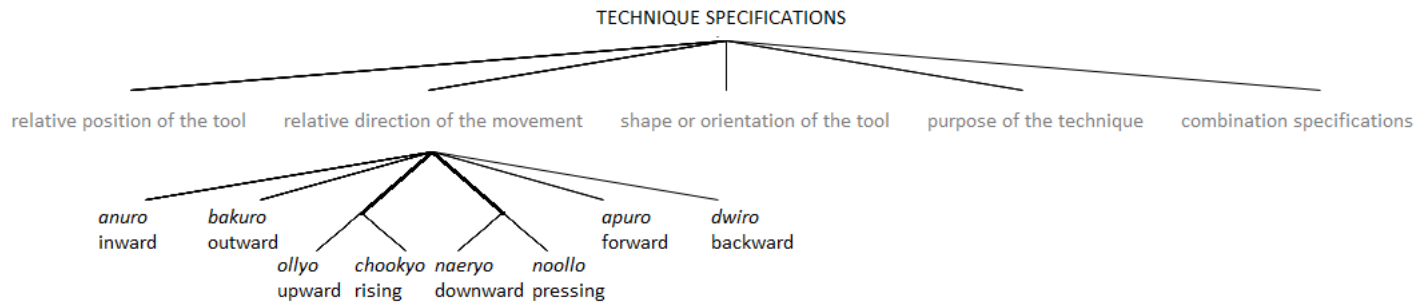 TECHNIQUE SPECIFICATIONS
relative position of the tool relative direction of the movement shape or orientation of the tool purpose of the technique combination specifications
anuro bakuro apuro dwiro
inward outward forward backward
ollyo chookyo naeryo noollo
upward rising downward pressing